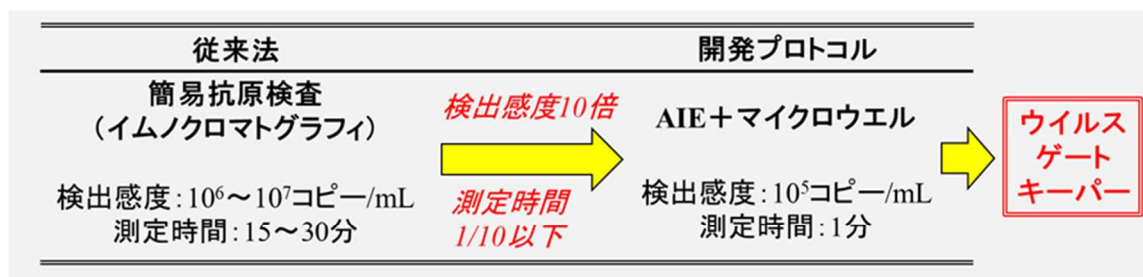 従来法
簡易抗原検査
（イムノクロマトグラフィ）
検出感度：10⁶～10⁷コピー/mL
測定時間：15～30分
検出感度10倍
測定時間
1/10以下
開発プロトコル
AIE＋マイクロウエル
検出感度：10⁵コピー/mL
測定時間：1分
ウイルス
ゲート
キーパー